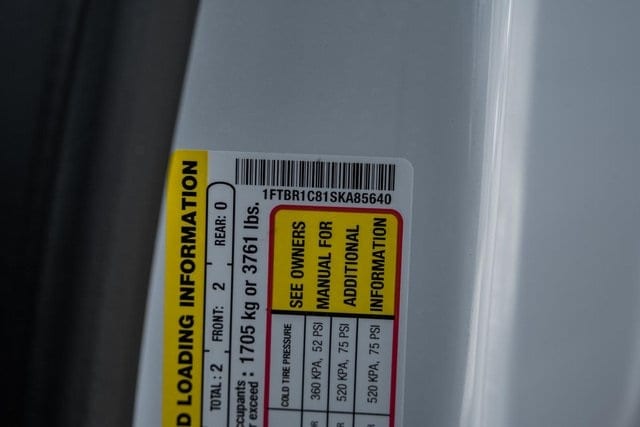 1FTBR1C81SKA85640
D LOADING INFORMATION
TOTAL : 2 FRONT: 2 REAR: 0
cupants :
r exceed : 1705 kg or 3761 lbs.
COLD TIRE PRESSURE SEE OWNERS
360 KPA, 52 PSI MANUAL FOR
520 KPA, 75 PSI ADDITIONAL
520 KPA, 75 PSI INFORMATION